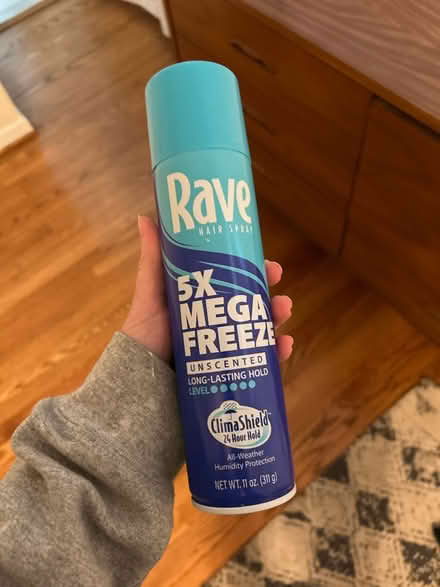 Rave
HAIR SPRAY
5X
MEGA
FREEZE
UNSCENTED
LONG-LASTING HOLD
LEVEL
ClimaShield™
24 Hour Hold
All-Weather
Humidity Protection
NET WT. 11 oz. (311 g)